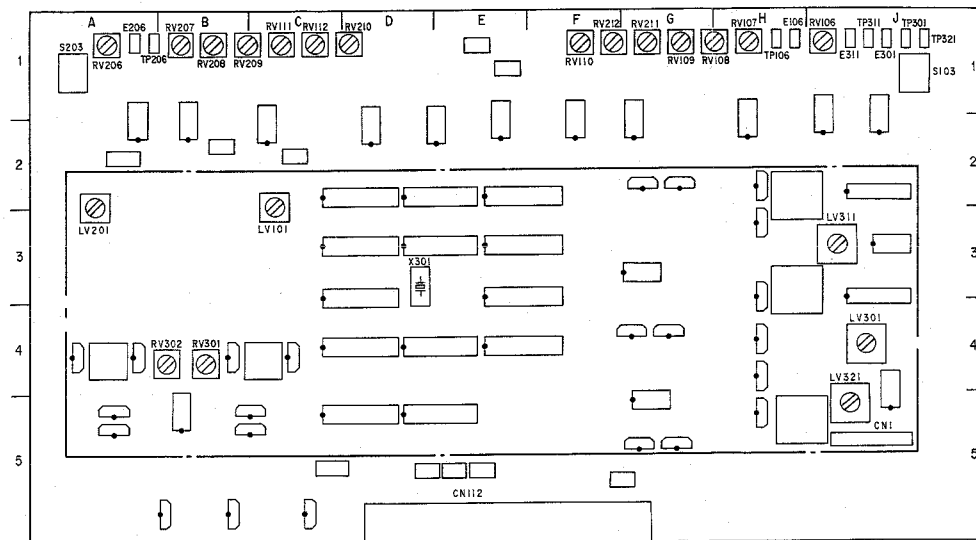 A B C D E F G H J
E206 RV207 RV111 RV112 RV210 RV212 RV211 RV107 E106 RV106 TP311 TP301
S203 RV206 TP206 RV208 RV209 RV110 RV109 RV108 TP106 E311 E301 TP321
S103
1 1
2 2
LV201 LV101 LV311
3 3
X301
LV301
RV302 RV301
4 4
LV321
CN1
5 5
CN112